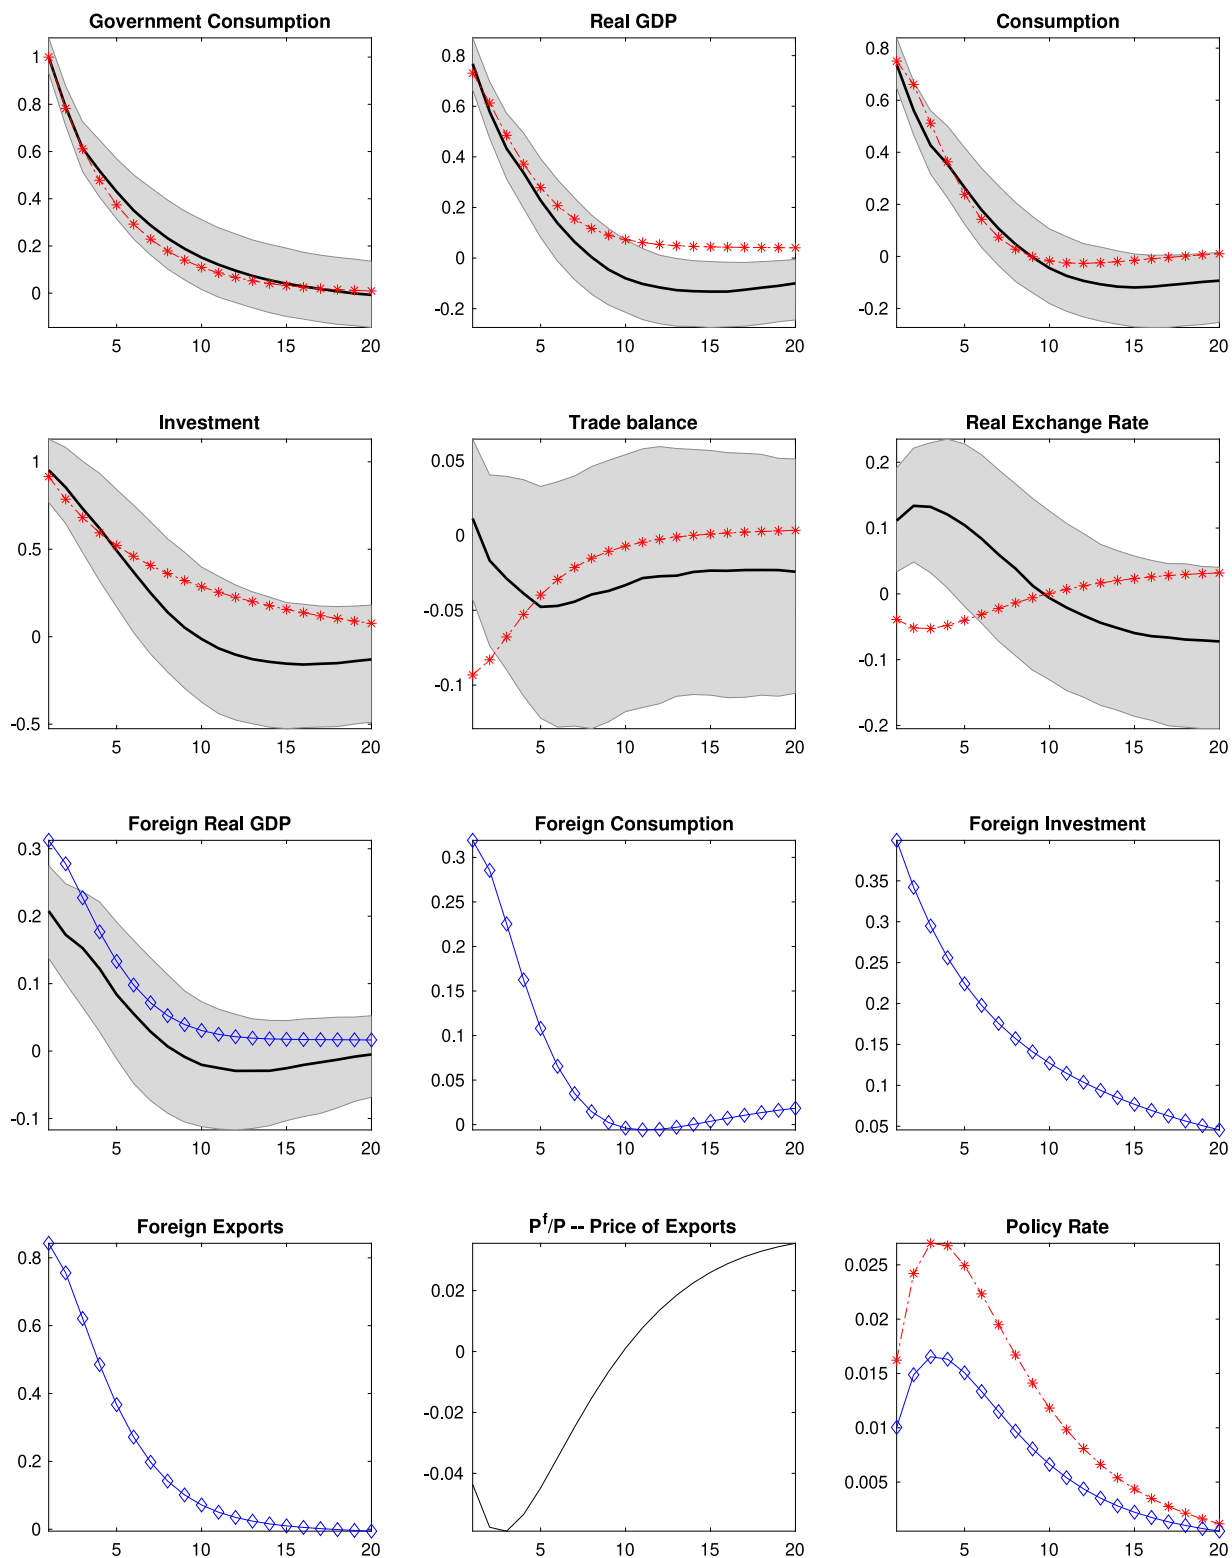 Government Consumption
1
0.8
0.6
0.4
0.2
0
5 10 15 20
Real GDP
0.8
0.6
0.4
0.2
0
-0.2
5 10 15 20
Consumption
0.8
0.6
0.4
0.2
0
-0.2
5 10 15 20
Investment
1
0.5
0
-0.5
5 10 15 20
Trade balance
0.05
0
-0.05
-0.1
5 10 15 20
Real Exchange Rate
0.2
0.1
0
-0.1
-0.2
5 10 15 20
Foreign Real GDP
0.3
0.2
0.1
0
-0.1
5 10 15 20
Foreign Consumption
0.3
0.25
0.2
0.15
0.1
0.05
0
5 10 15 20
Foreign Investment
0.35
0.3
0.25
0.2
0.15
0.1
0.05
5 10 15 20
Foreign Exports
0.8
0.6
0.4
0.2
0
5 10 15 20
P^f/P -- Price of Exports
0.02
0
-0.02
-0.04
5 10 15 20
Policy Rate
0.025
0.02
0.015
0.01
0.005
5 10 15 20